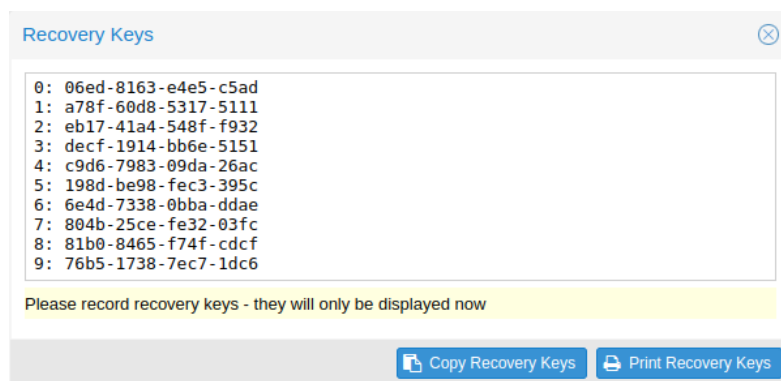 Recovery Keys
0: 06ed-8163-e4e5-c5ad
1: a78f-60d8-5317-5111
2: eb17-41a4-548f-f932
3: decf-1914-bb6e-5151
4: c9d6-7983-09da-26ac
5: 198d-be98-fec3-395c
6: 6e4d-7338-0bba-ddae
7: 804b-25ce-fe32-03fc
8: 81b0-8465-f74f-cdcf
9: 76b5-1738-7ec7-1dc6
Please record recovery keys - they will only be displayed now
Copy Recovery Keys Print Recovery Keys